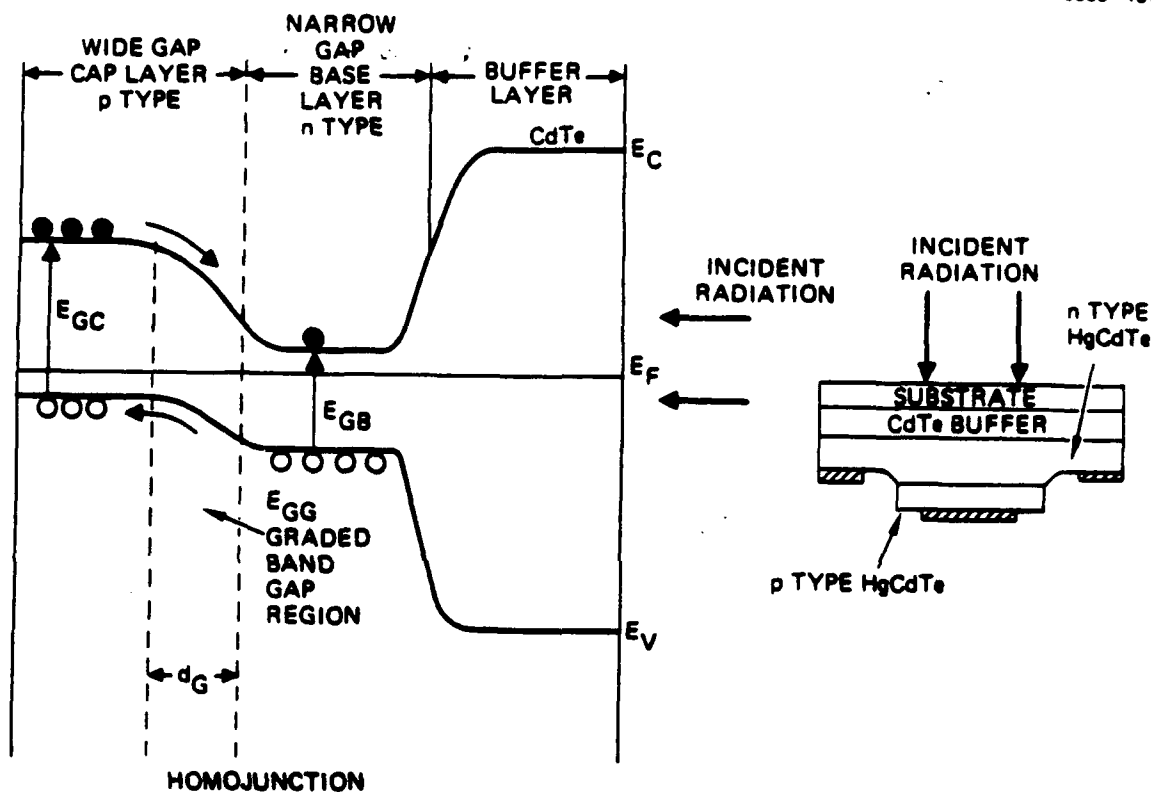 WIDE GAP
CAP LAYER
p TYPE
NARROW
GAP
BASE
LAYER
n TYPE
BUFFER
LAYER
CdTe
E_C
E_GC
E_F
E_GB
E_GG
GRADED
BAND
GAP
REGION
E_V
d_G
HOMOJUNCTION
INCIDENT
RADIATION
INCIDENT
RADIATION
n TYPE
HgCdTe
SUBSTRATE
CdTe BUFFER
p TYPE HgCdTe